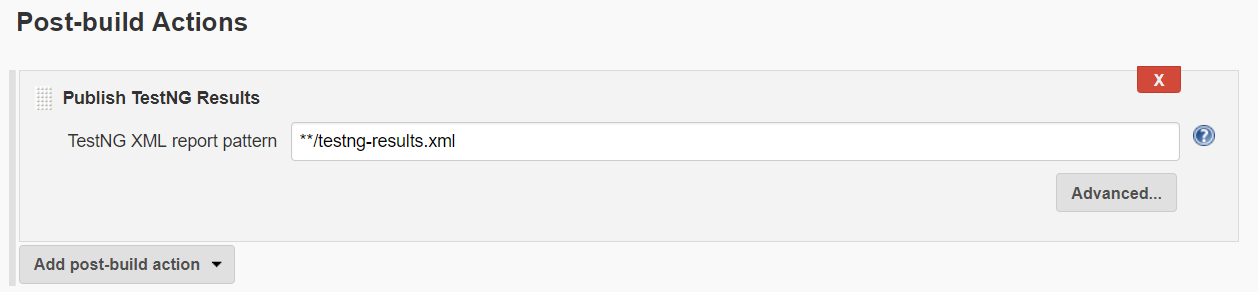 Post-build Actions
X
Publish TestNG Results
TestNG XML report pattern **/testng-results.xml ?
Advanced...
Add post-build action